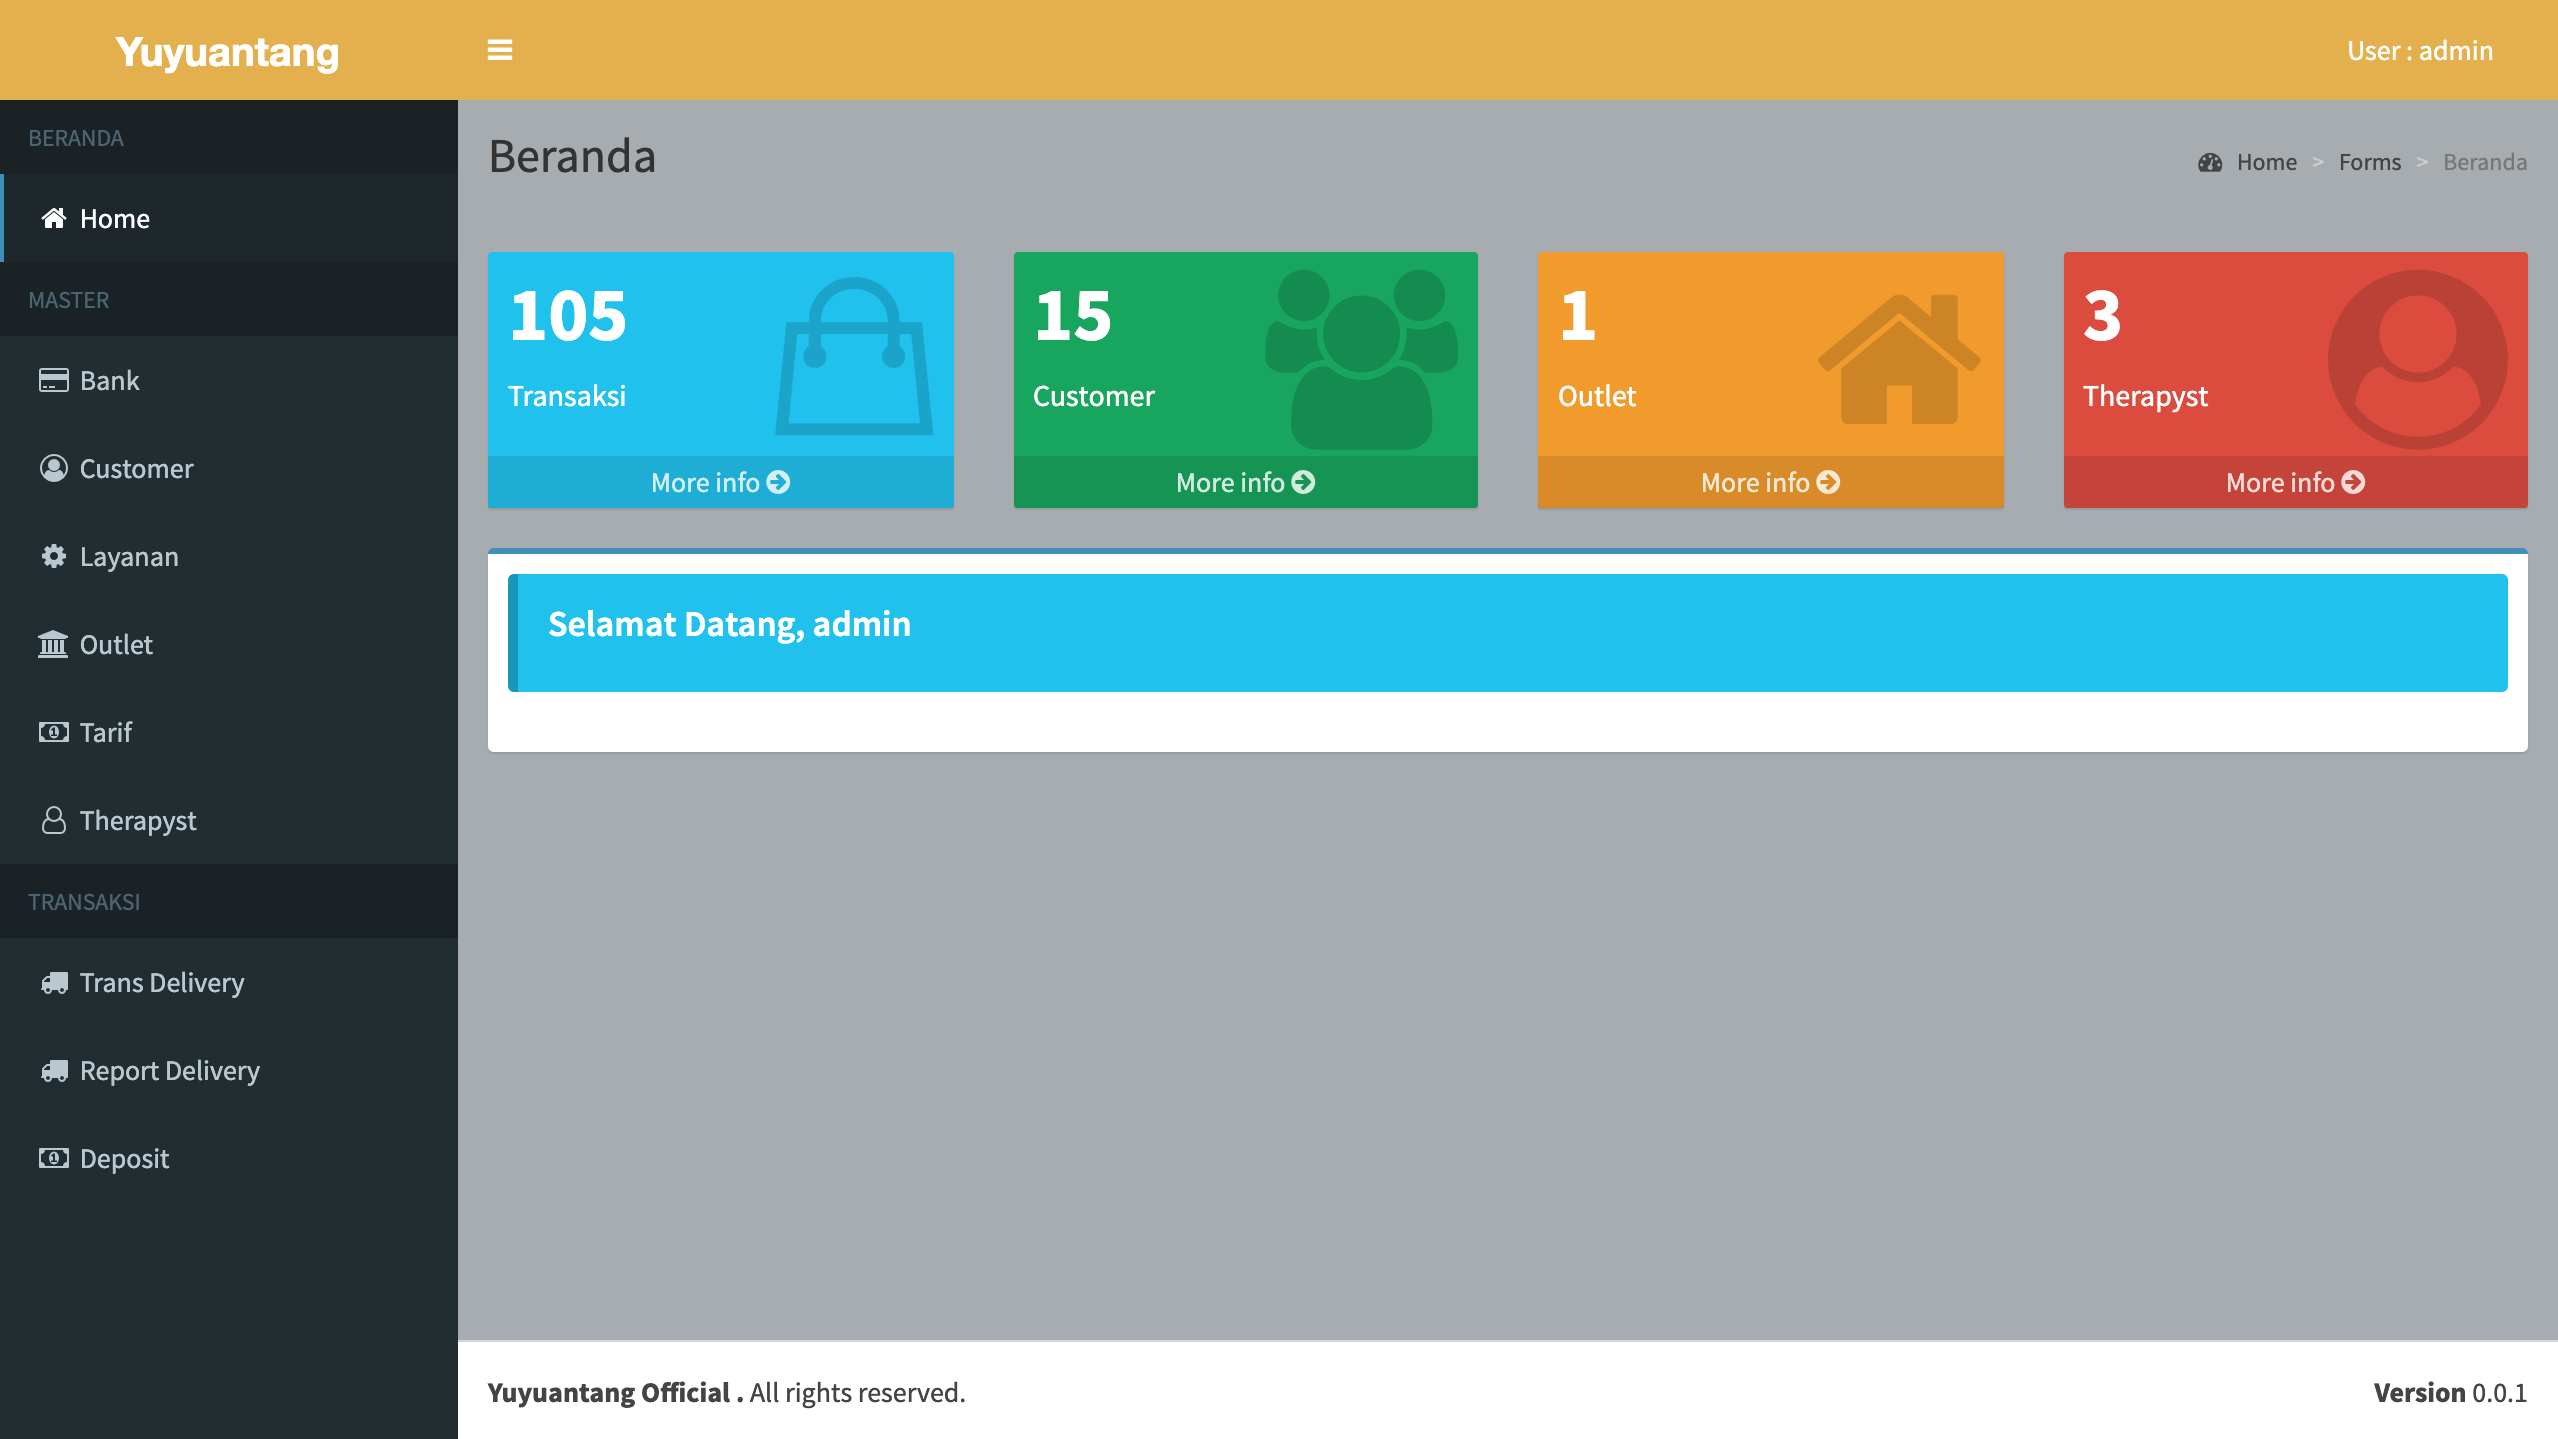 Yuyuantang
User : admin
BERANDA
Home
MASTER
Bank
Customer
Layanan
Outlet
Tarif
Therapyst
TRANSAKSI
Trans Delivery
Report Delivery
Deposit
Beranda
Home > Forms > Beranda
105
Transaksi
More info
15
Customer
More info
1
Outlet
More info
3
Therapyst
More info
Selamat Datang, admin
Yuyuantang Official . All rights reserved.
Version 0.0.1